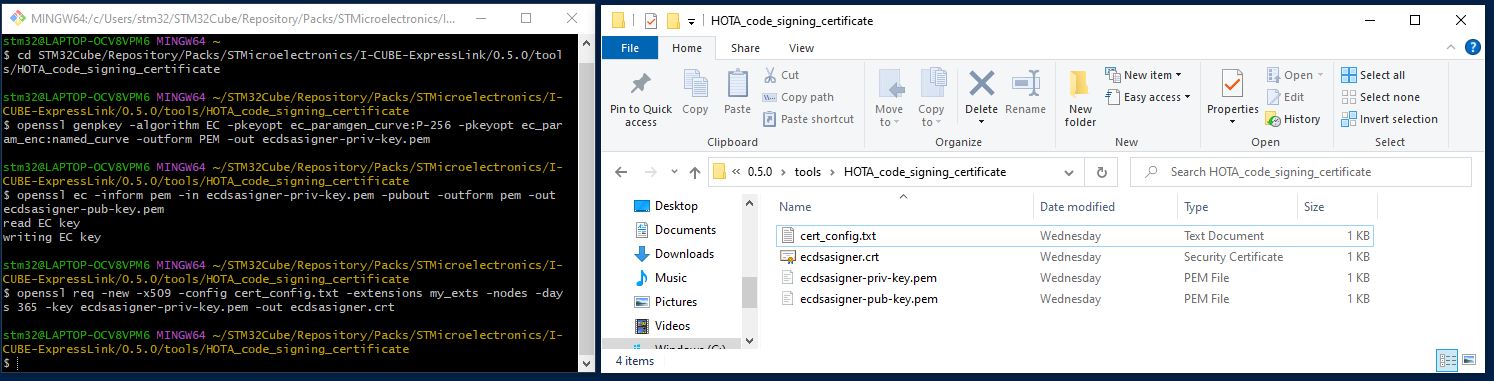 MINGW64:/c/Users/stm32/STM32Cube/Repository/Packs/STMicroelectronics/I...
stm32@LAPTOP-OCV8VPM6 MINGW64 ~
$ cd STM32Cube/Repository/Packs/STMicroelectronics/I-CUBE-ExpressLink/0.5.0/tool
s/HOTA_code_signing_certificate
stm32@LAPTOP-OCV8VPM6 MINGW64 ~/STM32Cube/Repository/Packs/STMicroelectronics/I-
CUBE-ExpressLink/0.5.0/tools/HOTA_code_signing_certificate
$ openssl genpkey -algorithm EC -pkeyopt ec_paramgen_curve:P-256 -pkeyopt ec_par
am_enc:named_curve -outform PEM -out ecdsasigner-priv-key.pem
stm32@LAPTOP-OCV8VPM6 MINGW64 ~/STM32Cube/Repository/Packs/STMicroelectronics/I-
CUBE-ExpressLink/0.5.0/tools/HOTA_code_signing_certificate
$ openssl ec -inform pem -in ecdsasigner-priv-key.pem -pubout -outform pem -out
ecdsasigner-pub-key.pem
read EC key
writing EC key
stm32@LAPTOP-OCV8VPM6 MINGW64 ~/STM32Cube/Repository/Packs/STMicroelectronics/I-
CUBE-ExpressLink/0.5.0/tools/HOTA_code_signing_certificate
$ openssl req -new -x509 -config cert_config.txt -extensions my_exts -nodes -day
s 365 -key ecdsasigner-priv-key.pem -out ecdsasigner.crt
stm32@LAPTOP-OCV8VPM6 MINGW64 ~/STM32Cube/Repository/Packs/STMicroelectronics/I-
CUBE-ExpressLink/0.5.0/tools/HOTA_code_signing_certificate
$
HOTA_code_signing_certificate
File Home Share View
Pin to Quick access
Copy
Paste
Cut
Copy path
Paste shortcut
Clipboard
Move to
Copy to
Delete
Rename
Organize
New folder
New item
Easy access
New
Properties
Open
Edit
History
Open
Select all
Select none
Invert selection
Select
« 0.5.0 › tools › HOTA_code_signing_certificate
Search HOTA_code_signing_certificate
Desktop
Documents
Downloads
Music
Pictures
Videos
Windows (C:)
Name Date modified Type Size
cert_config.txt Wednesday Text Document 1 KB
ecdsasigner.crt Wednesday Security Certificate 1 KB
ecdsasigner-priv-key.pem Wednesday PEM File 1 KB
ecdsasigner-pub-key.pem Wednesday PEM File 1 KB
4 items